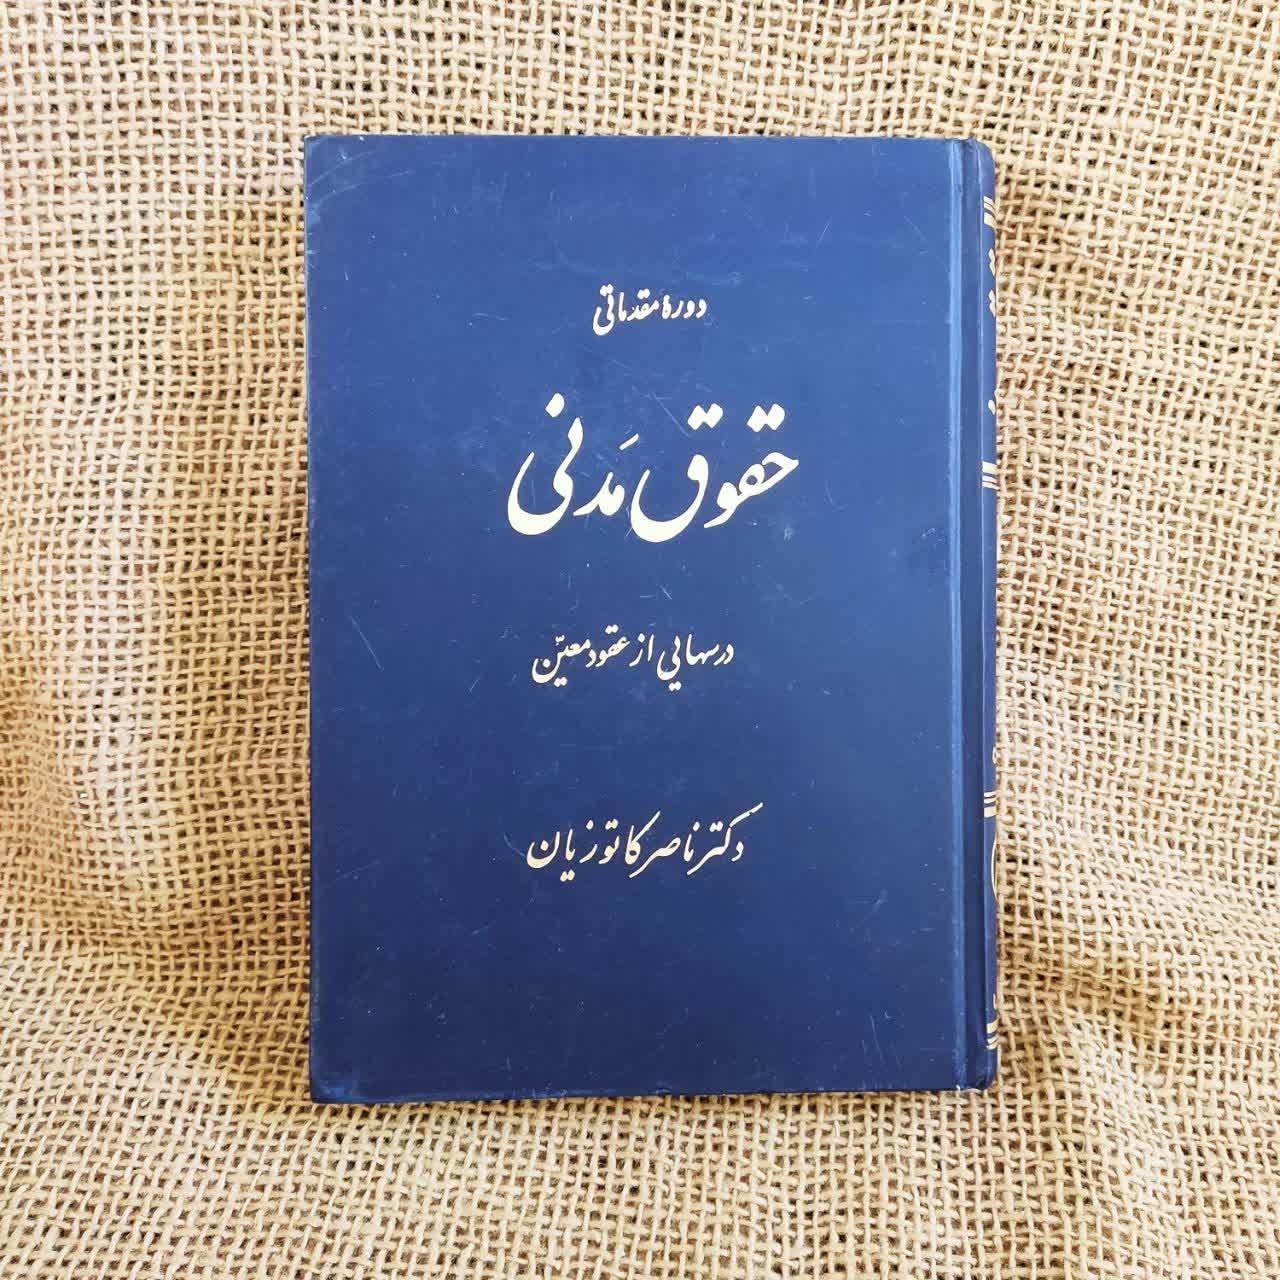 دورهٔ مقدماتی
حقوق مَدنی
درسهایی از عقود معیّن
دکتر ناصر کاتوزیان